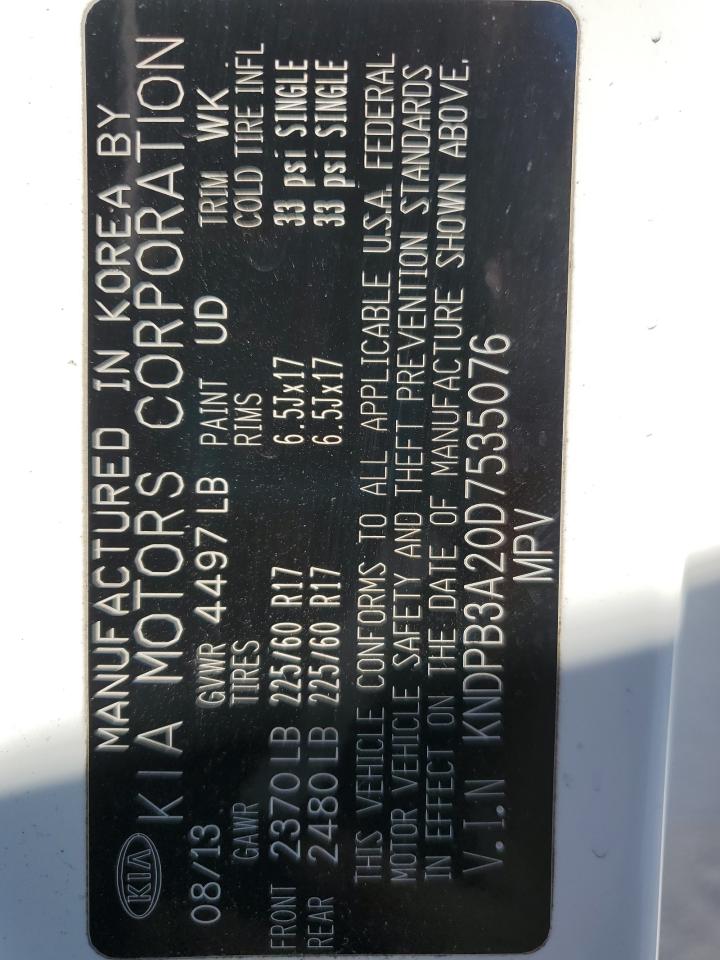 KIA
MANUFACTURED IN KOREA BY
KIA MOTORS CORPORATION
08/13 GVWR 4497 LB PAINT UD TRIM WK
GAWR TIRES RIMS COLD TIRE INFL
FRONT 2370 LB 225/60 R17 6.5Jx17 33 psi SINGLE
REAR 2480 LB 225/60 R17 6.5Jx17 33 psi SINGLE
THIS VEHICLE CONFORMS TO ALL APPLICABLE U.S.A. FEDERAL
MOTOR VEHICLE SAFETY AND THEFT PREVENTION STANDARDS
IN EFFECT ON THE DATE OF MANUFACTURE SHOWN ABOVE.
V.I.N KNDPB3A20D7535076
MPV